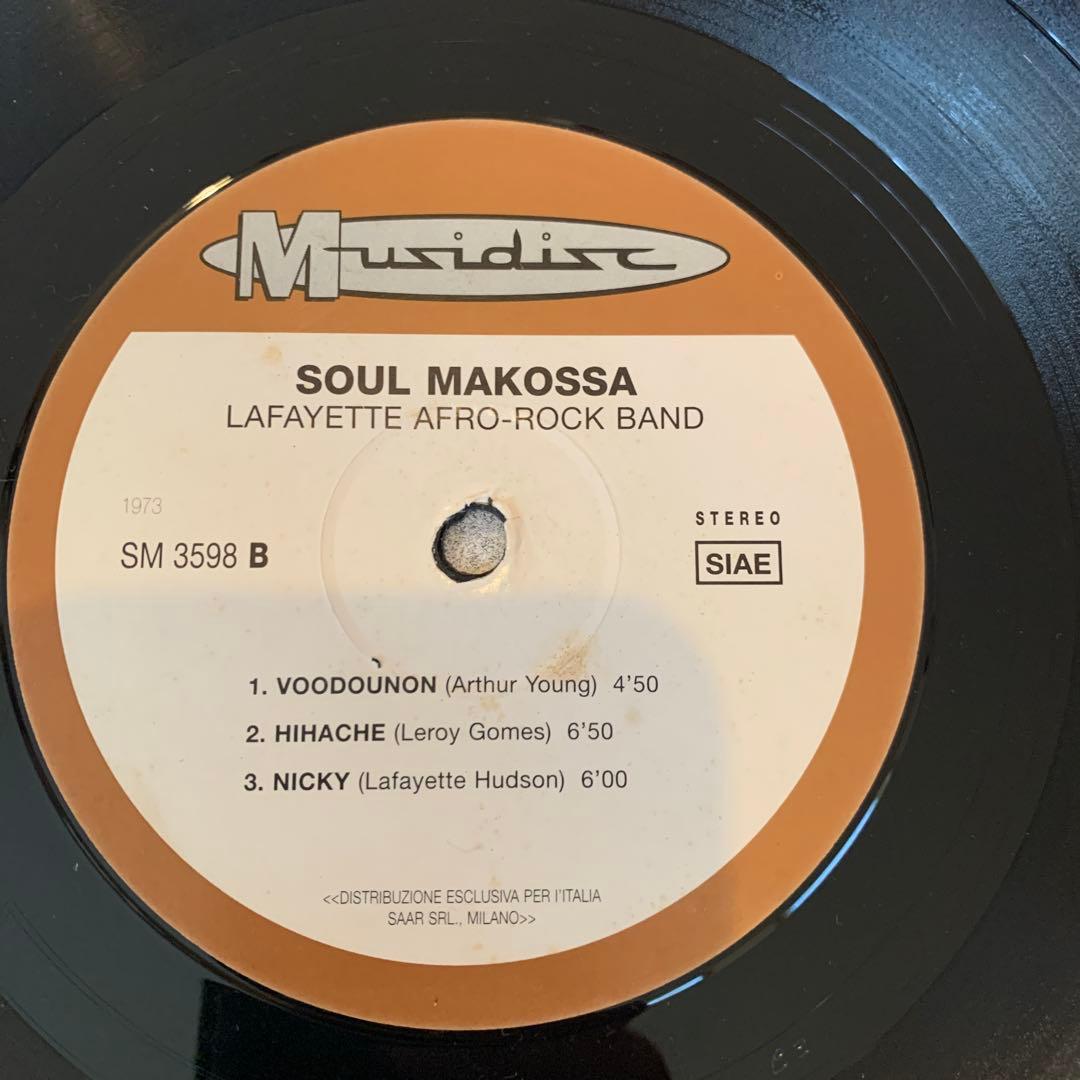 Musidisc
SOUL MAKOSSA
LAFAYETTE AFRO-ROCK BAND
1973
STEREO
SM 3598 B
SIAE
1. VOODOUNON (Arthur Young) 4'50
2. HIHACHE (Leroy Gomes) 6'50
3. NICKY (Lafayette Hudson) 6'00
<<DISTRIBUZIONE ESCLUSIVA PER l'ITALIA
SAAR SRL., MILANO>>